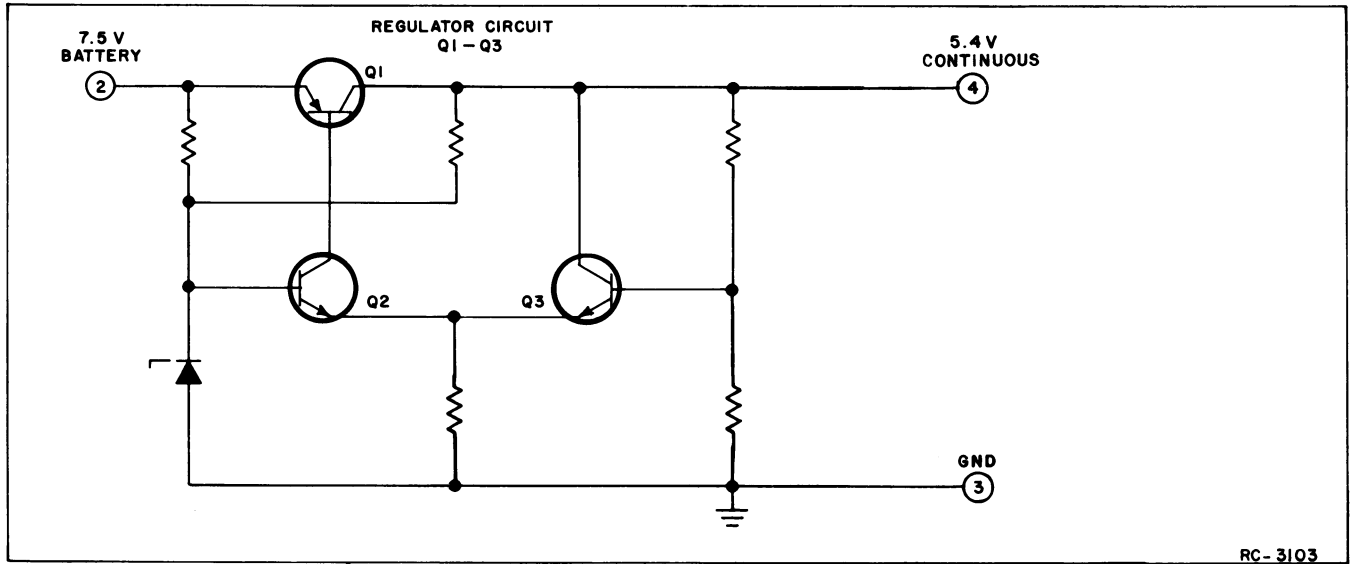 REGULATOR CIRCUIT
Q1-Q3
7.5 V
BATTERY
2
Q1
5.4 V
CONTINUOUS
4
Q2
Q3
GND
3
RC-3103